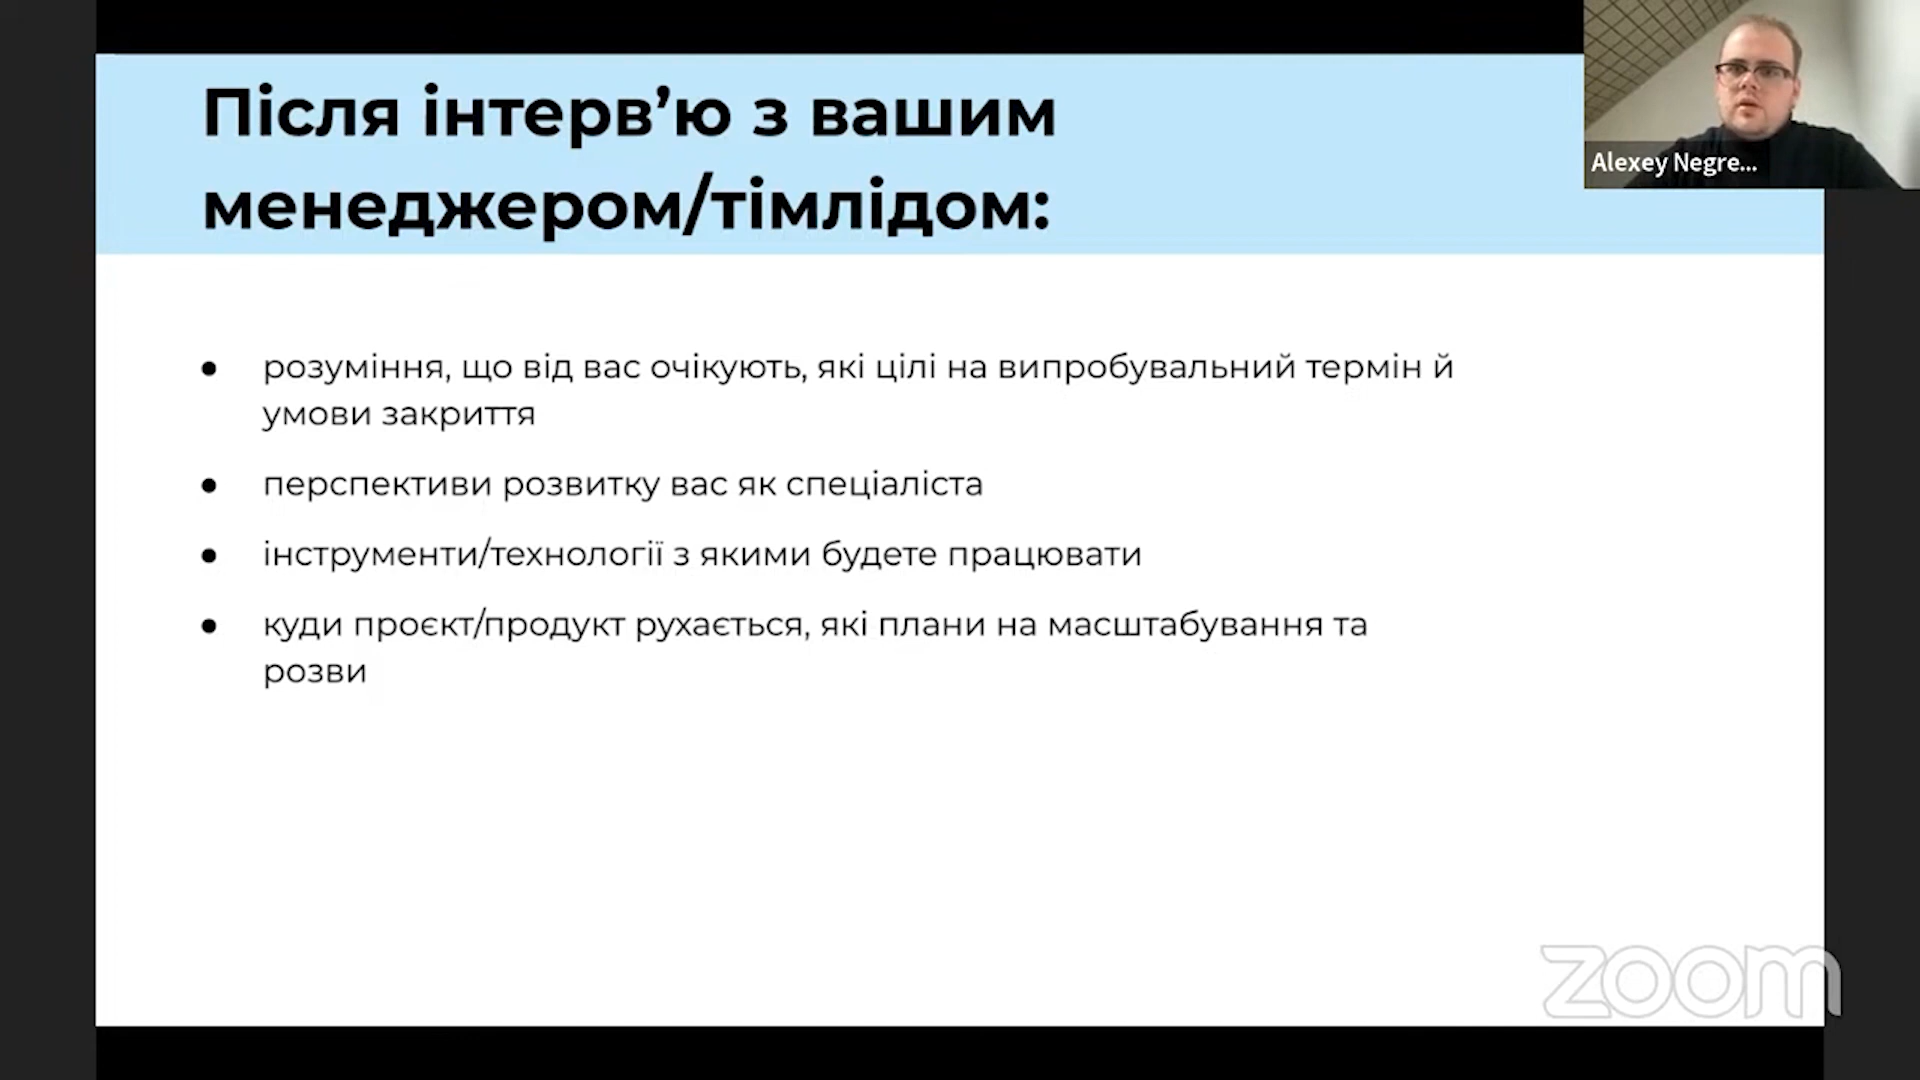 Після інтерв’ю з вашим
менеджером/тімлідом:
Alexey Negre...
● розуміння, що від вас очікують, які цілі на випробувальний термін й
умови закриття
● перспективи розвитку вас як спеціаліста
● інструменти/технології з якими будете працювати
● куди проєкт/продукт рухається, які плани на масштабування та
розви
zoom